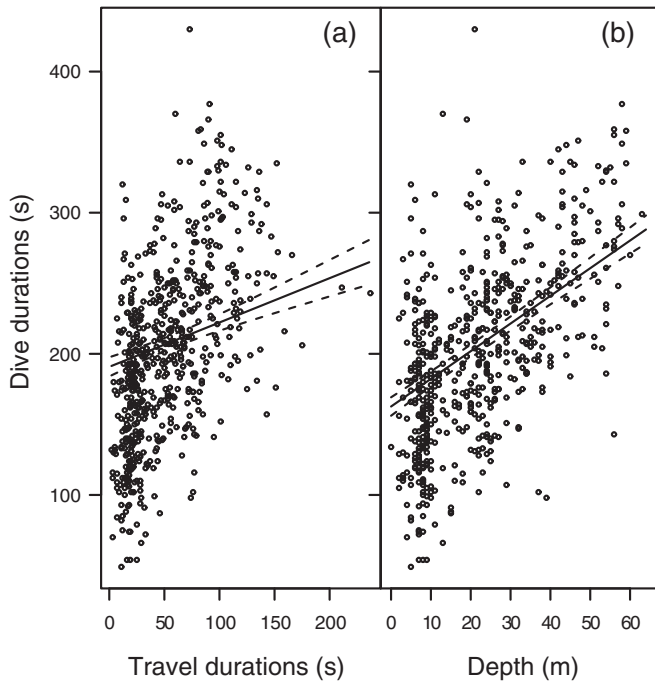 (a)
(b)
Dive durations (s)
400
300
200
100
0 50 100 150 200
0 10 20 30 40 50 60
Travel durations (s)
Depth (m)